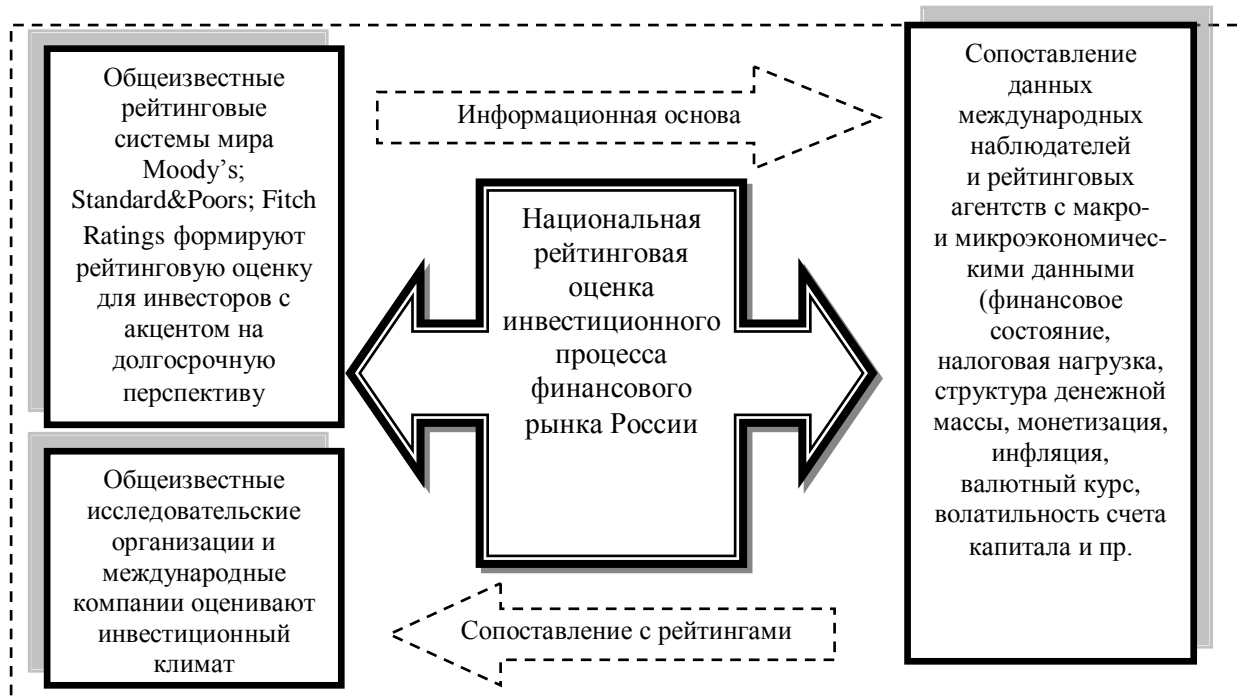 Общеизвестные
рейтинговые
системы мира
Moody’s;
Standard&Poors; Fitch
Ratings формируют
рейтинговую оценку
для инвесторов с
акцентом на
долгосрочную
перспективу
Общеизвестные
исследовательские
организации и
международные
компании оценивают
инвестиционный
климат
Информационная основа
Национальная
рейтинговая
оценка
инвестиционного
процесса
финансового
рынка России
Сопоставление с рейтингами
Сопоставление
данных
международных
наблюдателей
и рейтинговых
агентств с макро-
и микроэкономичес-
кими данными
(финансовое
состояние,
налоговая нагрузка,
структура денежной
массы, монетизация,
инфляция,
валютный курс,
волатильность счета
капитала и пр.